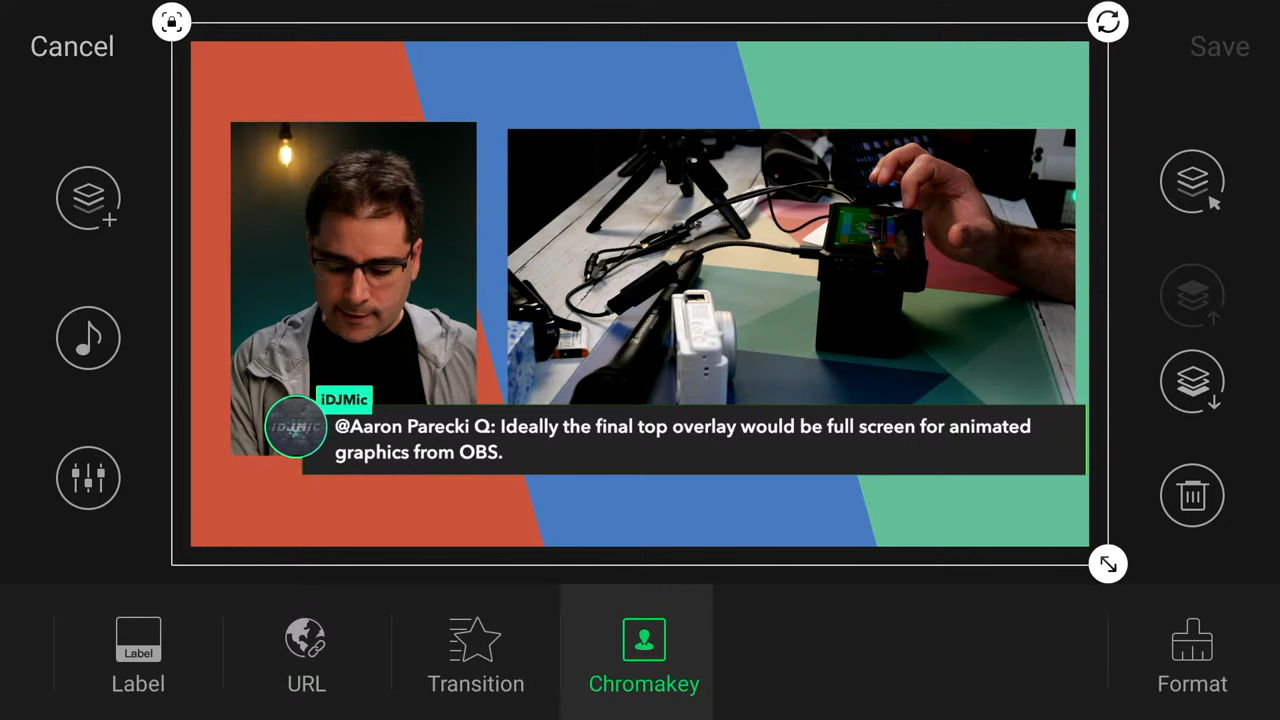 Cancel
Save
iDJMic
iDJMiC
@Aaron Parecki Q: Ideally the final top overlay would be full screen for animated
graphics from OBS.
Label
Label
URL
Transition
Chromakey
Format